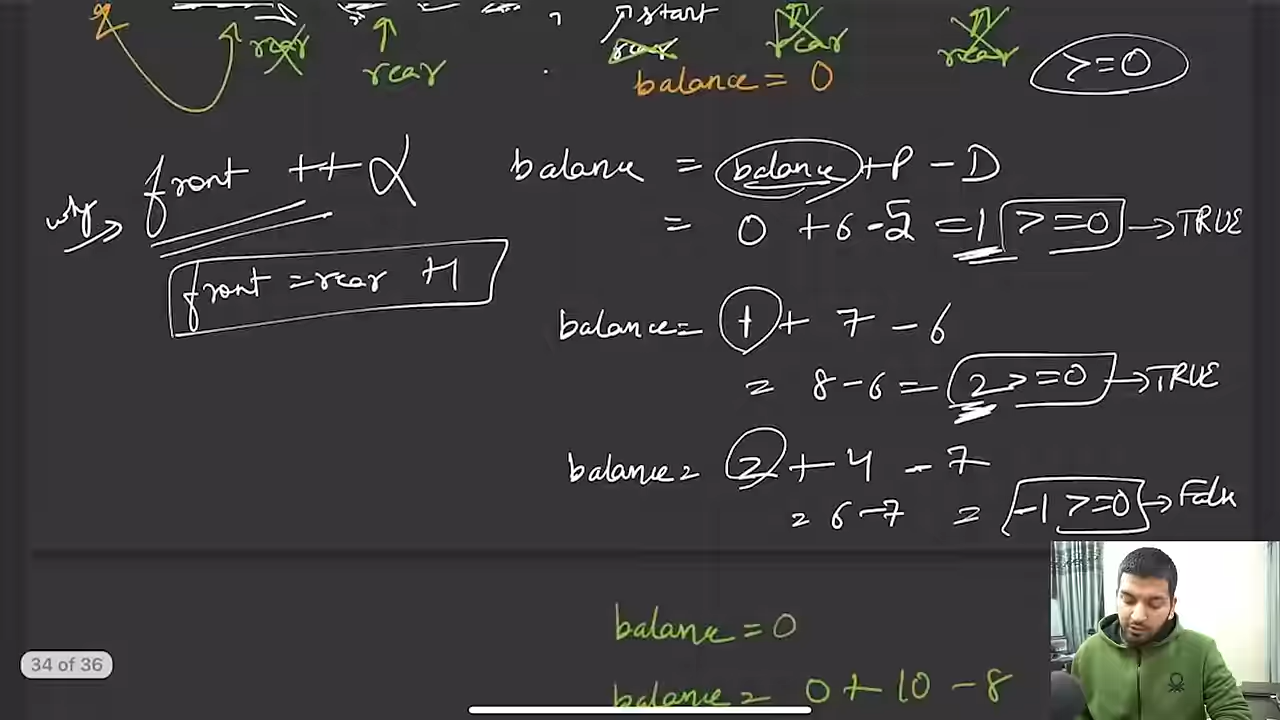 start
rear rear rear rear rear
balance = 0
>=0
front ++ α
why
front = rear +1
balance = balance + P - D
= 0 + 6 - 5 = 1 >=0 → TRUE
balance = 1 + 7 - 6
= 8 - 6 = 2 >=0 → TRUE
balance = 2 + 4 - 7
= 6 - 7 = -1 >=0 →
balance = 0
balance = 0 + 10 - 8
34 of 36